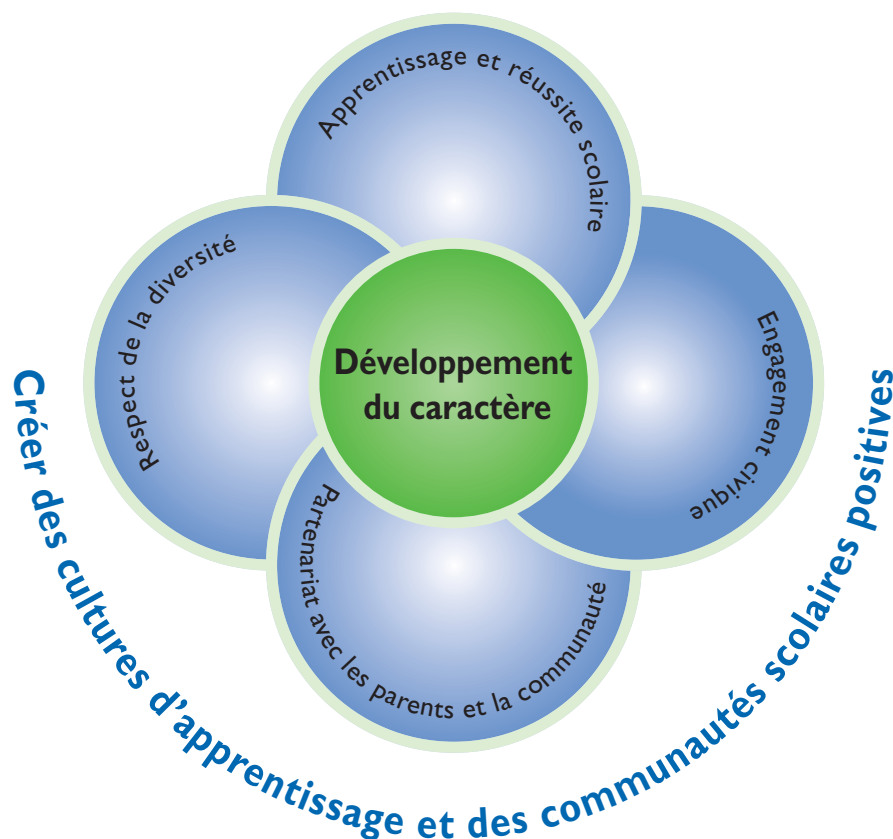 Apprentissage et réussite scolaire
Respect de la diversité
Développement
du caractère
Engagement civique
Partenariat avec les parents et la communauté
Créer des cultures d'apprentissage et des communautés scolaires positives